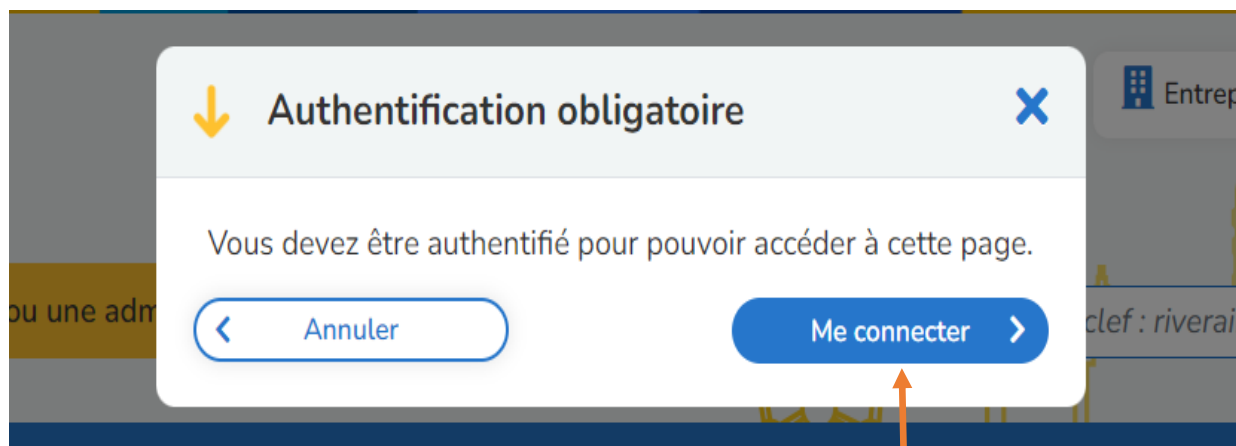 Authentification obligatoire
Entrep
Vous devez être authentifié pour pouvoir accéder à cette page.
ou une adm
Annuler
Me connecter
clef : riverai